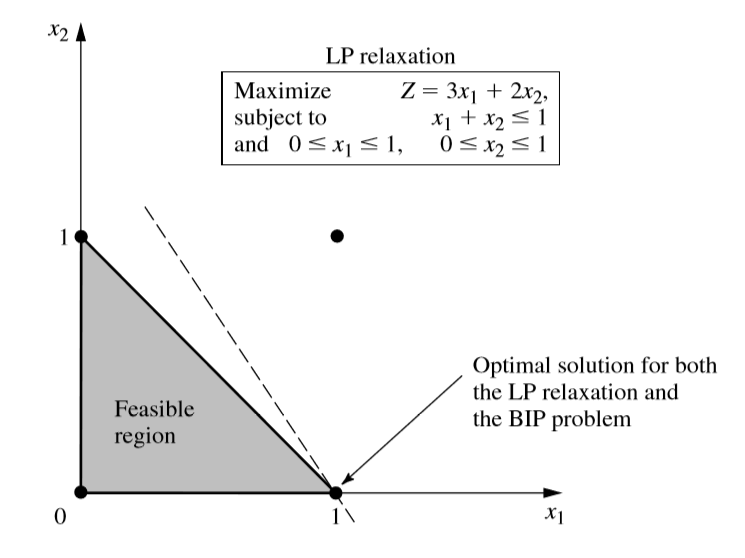 x₂
LP relaxation
Maximize Z = 3x₁ + 2x₂,
subject to x₁ + x₂ ≤ 1
and 0 ≤ x₁ ≤ 1, 0 ≤ x₂ ≤ 1
1
Optimal solution for both
the LP relaxation and
the BIP problem
Feasible
region
0
1
x₁